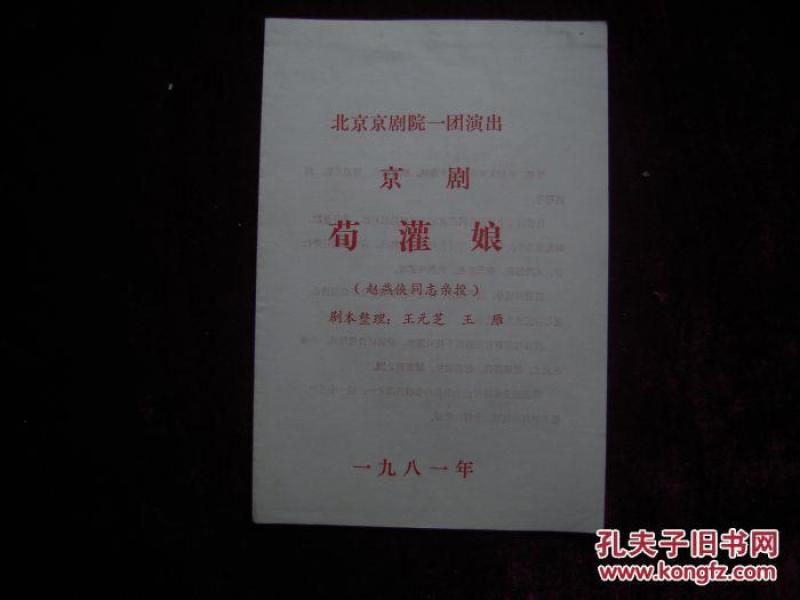 北京京剧院一团演出
京剧
荀灌娘
(赵燕侠同志亲授)
剧本整理：王元芝 王雁
一九八一年
孔夫子旧书网
www.kongfz.com